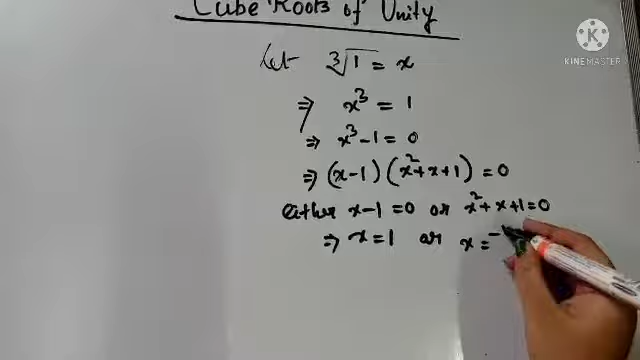 Cube Roots of Unity
K
KINEMASTER
Let ∛1 = x
⇒ x³ = 1
⇒ x³ - 1 = 0
⇒ (x-1) (x²+x+1) = 0
either x-1 = 0 or x²+x+1=0
⇒ x = 1 or x = -